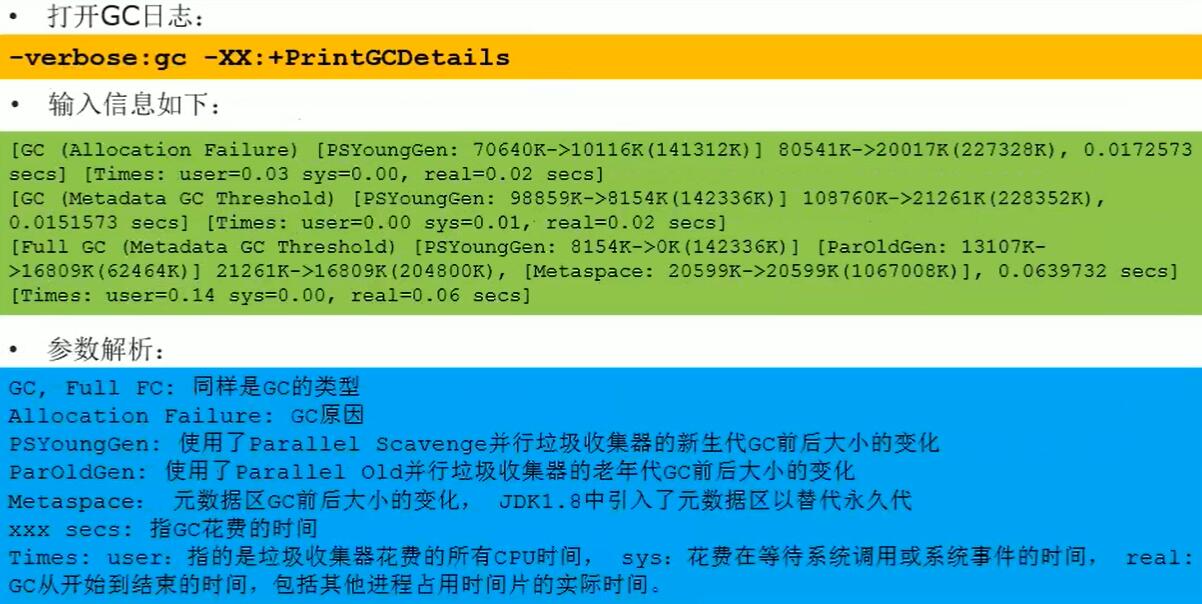 • 打开GC日志：
-verbose:gc -XX:+PrintGCDetails
• 输入信息如下：
[GC (Allocation Failure) [PSYoungGen: 70640K->10116K(141312K)] 80541K->20017K(227328K), 0.0172573
secs] [Times: user=0.03 sys=0.00, real=0.02 secs]
[GC (Metadata GC Threshold) [PSYoungGen: 98859K->8154K(142336K)] 108760K->21261K(228352K),
0.0151573 secs] [Times: user=0.00 sys=0.01, real=0.02 secs]
[Full GC (Metadata GC Threshold) [PSYoungGen: 8154K->0K(142336K)] [ParOldGen: 13107K-
>16809K(62464K)] 21261K->16809K(204800K), [Metaspace: 20599K->20599K(1067008K)], 0.0639732 secs]
[Times: user=0.14 sys=0.00, real=0.06 secs]
• 参数解析：
GC, Full FC: 同样是GC的类型
Allocation Failure: GC原因
PSYoungGen: 使用了Parallel Scavenge并行垃圾收集器的新生代GC前后大小的变化
ParOldGen: 使用了Parallel Old并行垃圾收集器的老年代GC前后大小的变化
Metaspace： 元数据区GC前后大小的变化， JDK1.8中引入了元数据区以替代永久代
xxx secs: 指GC花费的时间
Times: user：指的是垃圾收集器花费的所有CPU时间， sys：花费在等待系统调用或系统事件的时间， real:
GC从开始到结束的时间，包括其他进程占用时间片的实际时间。